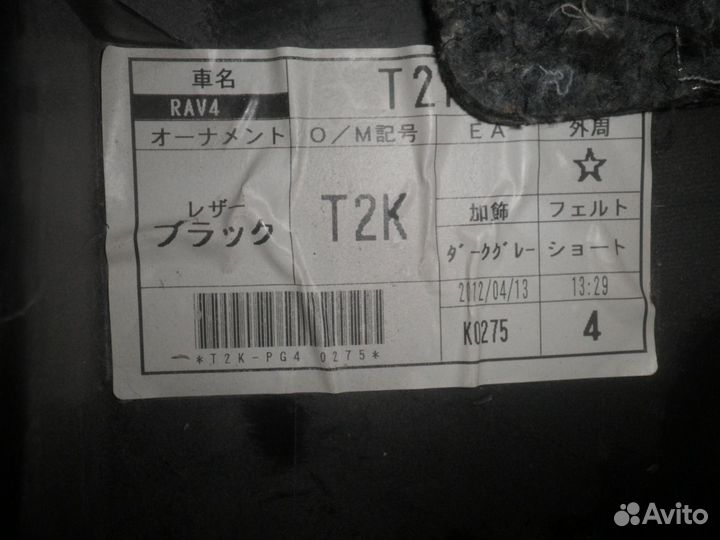 車名
RAV4
オーナメント O/M記号 EA 外周
レザー
ブラック
T2K
☆
加飾 フェルト
ダークグレー ショート
2012/04/13 13:29
K0275 4
*T2K-PG4 0275*
Avito